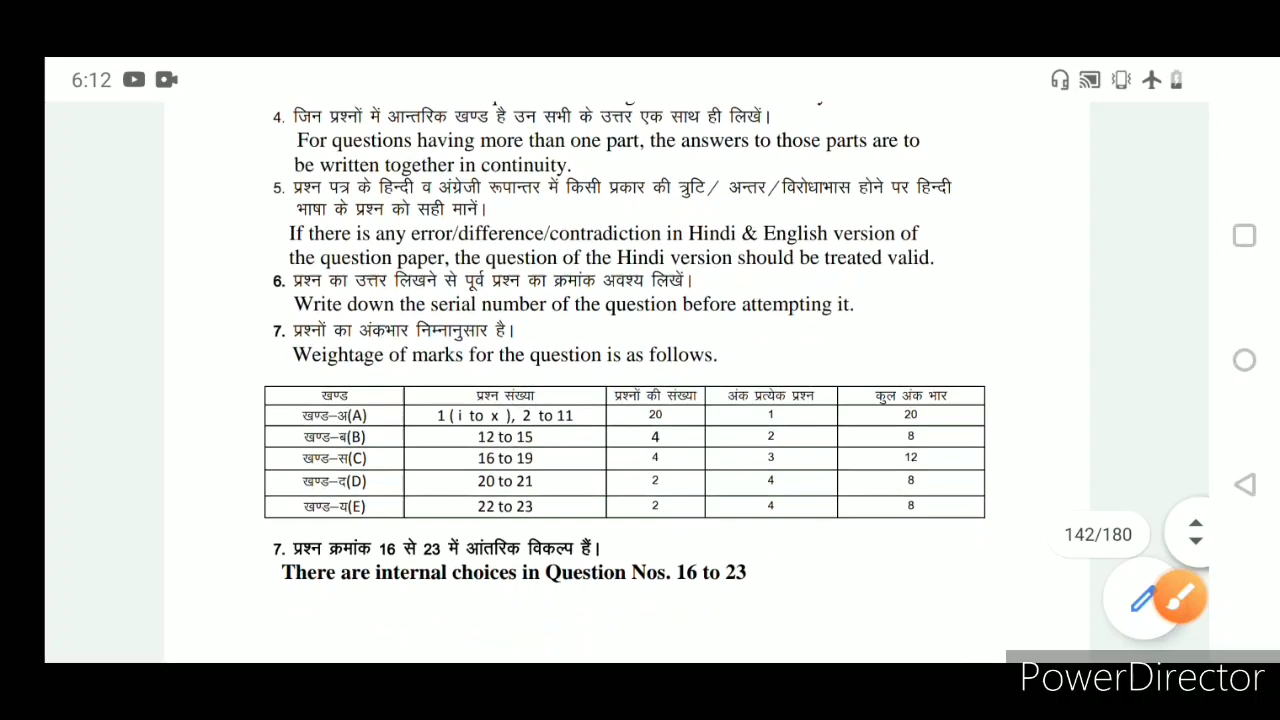 6:12
4. जिन प्रश्नों में आन्तरिक खण्ड है उन सभी के उत्तर एक साथ ही लिखें।
For questions having more than one part, the answers to those parts are to
be written together in continuity.
5. प्रश्न पत्र के हिन्दी व अंग्रेजी रूपान्तर में किसी प्रकार की त्रुटि/ अन्तर/विरोधाभास होने पर हिन्दी
भाषा के प्रश्न को सही मानें।
If there is any error/difference/contradiction in Hindi & English version of
the question paper, the question of the Hindi version should be treated valid.
6. प्रश्न का उत्तर लिखने से पूर्व प्रश्न का क्रमांक अवश्य लिखें।
Write down the serial number of the question before attempting it.
7. प्रश्नों का अंकभार निम्नानुसार है।
Weightage of marks for the question is as follows.
खण्ड प्रश्न संख्या प्रश्नों की संख्या अंक प्रत्येक प्रश्न कुल अंक भार
खण्ड–अ(A) 1 ( i to x ), 2 to 11 20 1 20
खण्ड–ब(B) 12 to 15 4 2 8
खण्ड–स(C) 16 to 19 4 3 12
खण्ड–द(D) 20 to 21 2 4 8
खण्ड–य(E) 22 to 23 2 4 8
142/180
7. प्रश्न क्रमांक 16 से 23 में आंतरिक विकल्प हैं।
There are internal choices in Question Nos. 16 to 23
PowerDirector